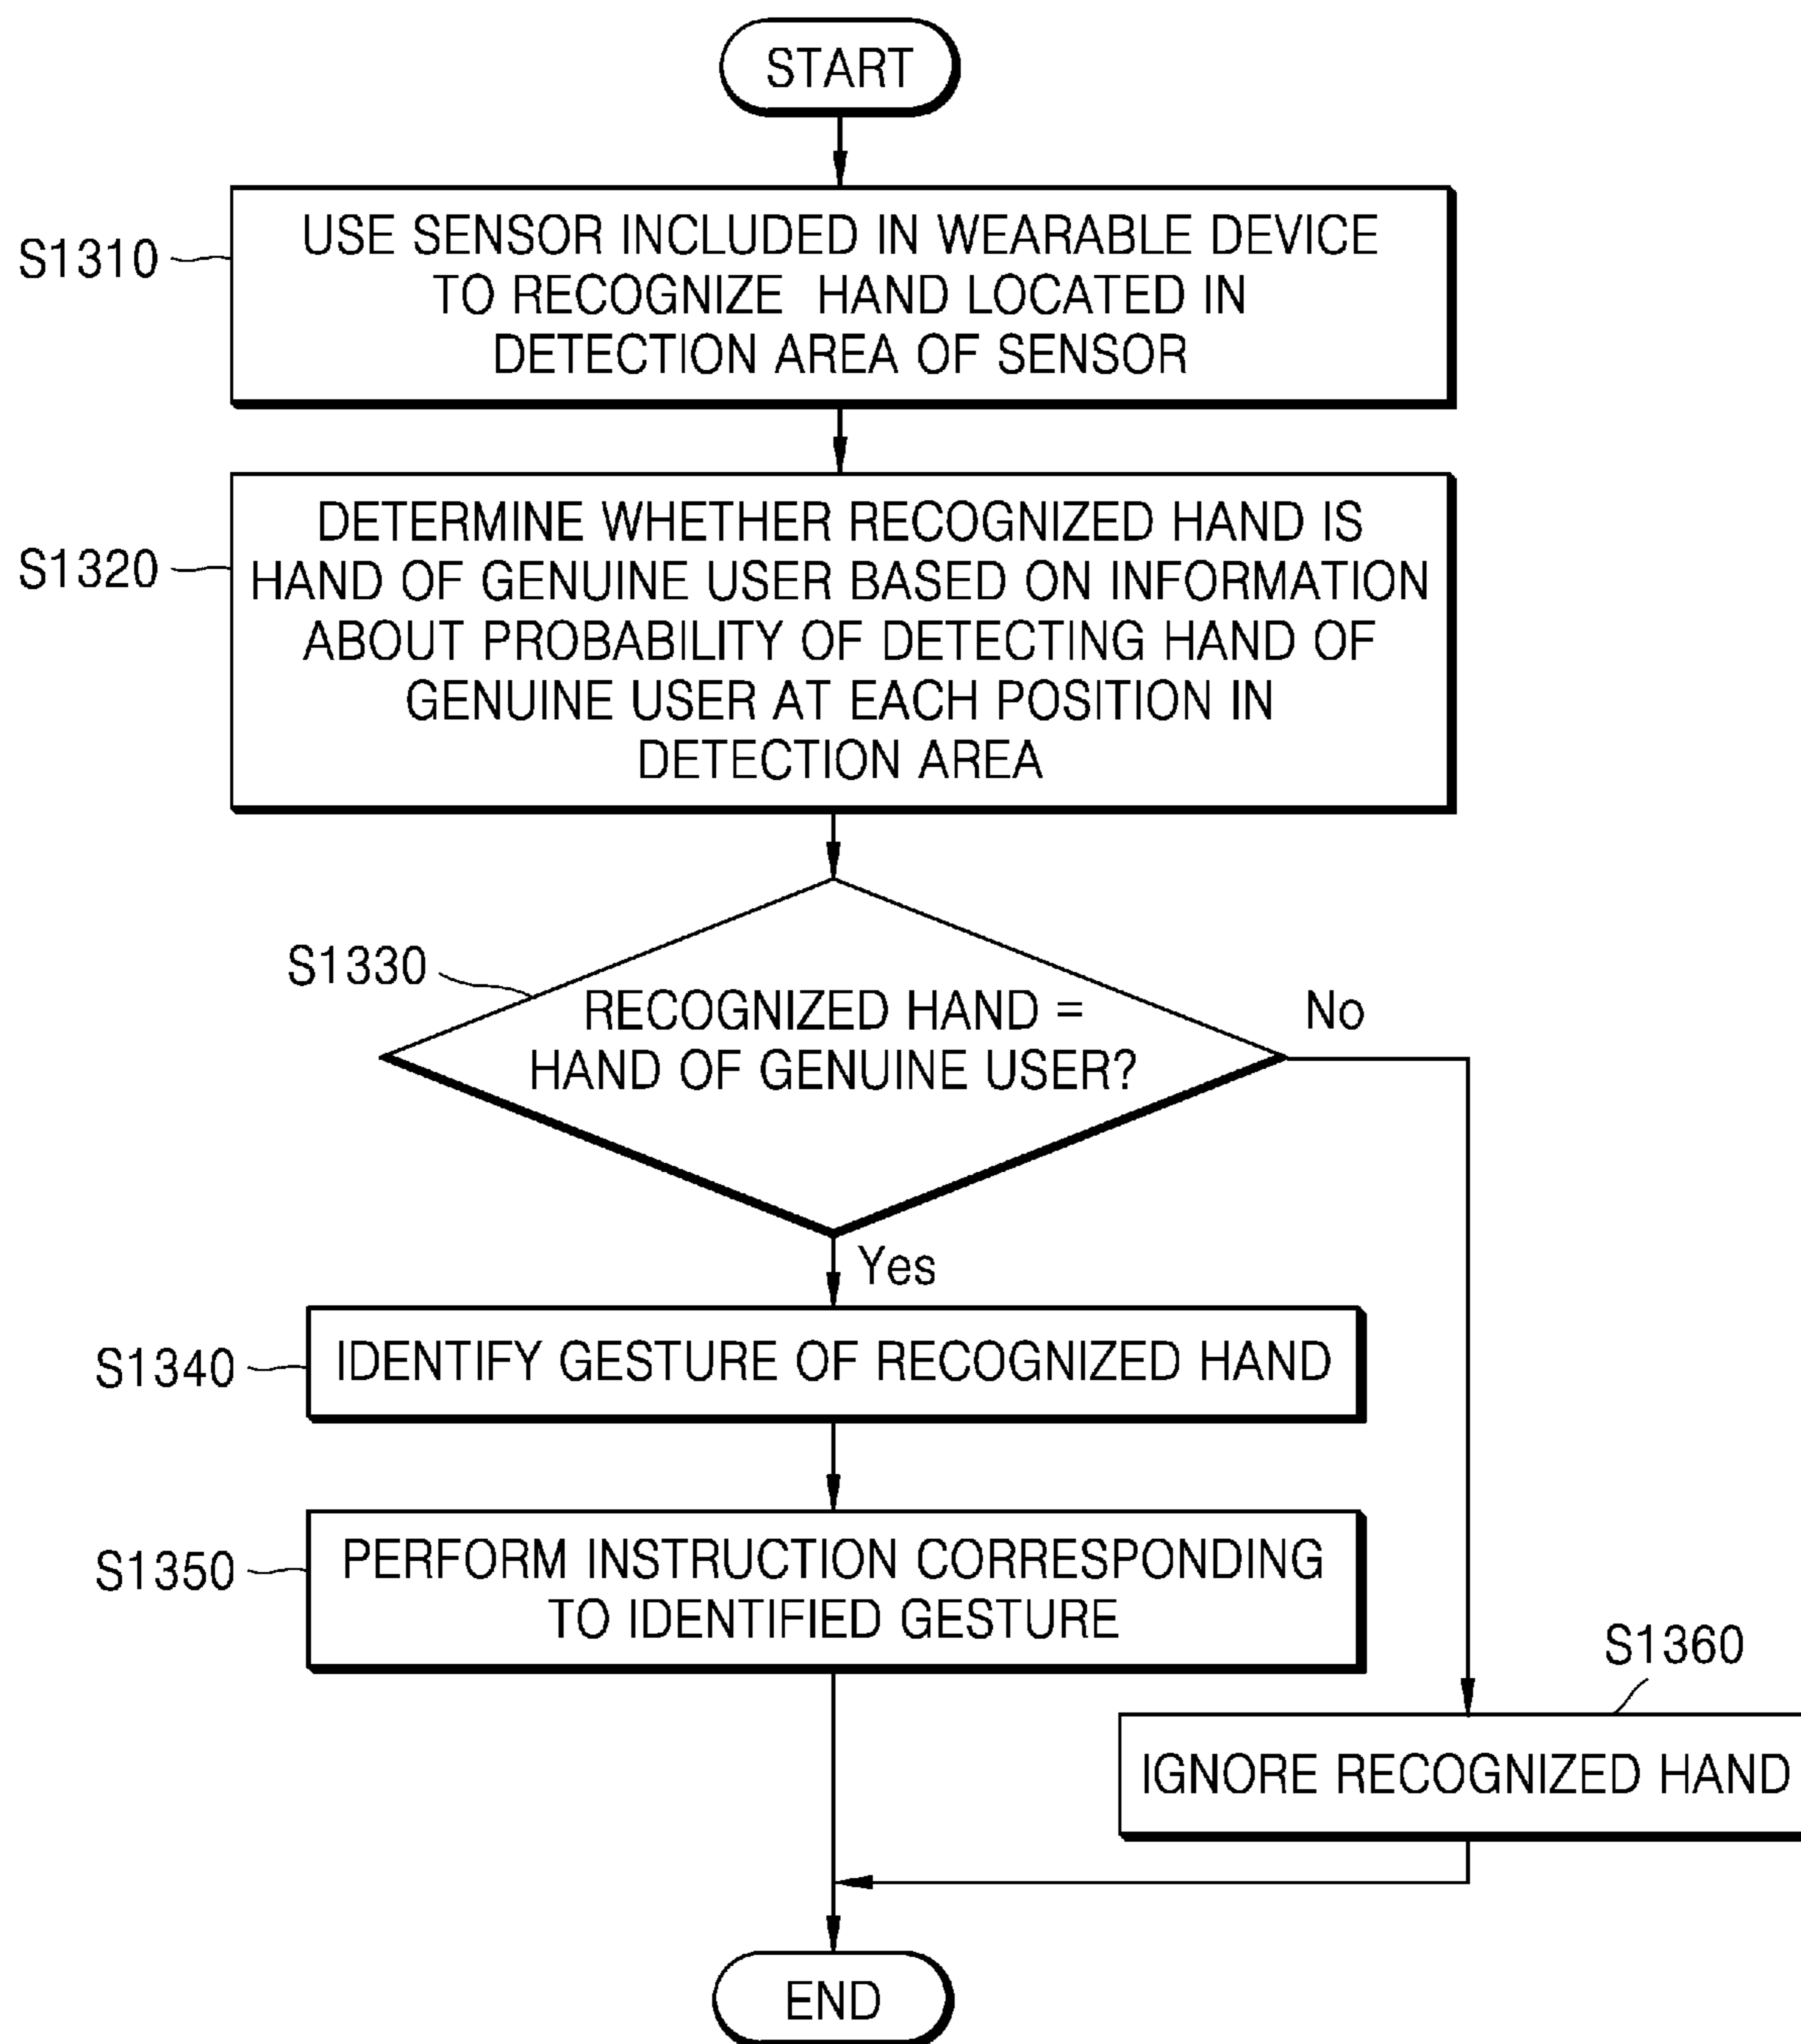 START
S1310
USE SENSOR INCLUDED IN WEARABLE DEVICE
TO RECOGNIZE HAND LOCATED IN
DETECTION AREA OF SENSOR
S1320
DETERMINE WHETHER RECOGNIZED HAND IS
HAND OF GENUINE USER BASED ON INFORMATION
ABOUT PROBABILITY OF DETECTING HAND OF
GENUINE USER AT EACH POSITION IN
DETECTION AREA
S1330
RECOGNIZED HAND =
HAND OF GENUINE USER?
No
Yes
S1340
IDENTIFY GESTURE OF RECOGNIZED HAND
S1350
PERFORM INSTRUCTION CORRESPONDING
TO IDENTIFIED GESTURE
S1360
IGNORE RECOGNIZED HAND
END